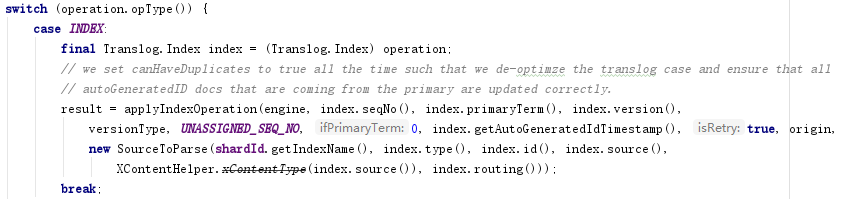 switch (operation.opType()) {
case INDEX:
final Translog.Index index = (Translog.Index) operation;
// we set canHaveDuplicates to true all the time such that we de-optimze the translog case and ensure that all
// autoGeneratedID docs that are coming from the primary are updated correctly.
result = applyIndexOperation(engine, index.seqNo(), index.primaryTerm(), index.version(),
versionType, UNASSIGNED_SEQ_NO, ifPrimaryTerm: 0, index.getAutoGeneratedIdTimestamp(), isRetry: true, origin,
new SourceToParse(shardId.getIndexName(), index.type(), index.id(), index.source(),
XContentHelper.xContentType(index.source()), index.routing()));
break;